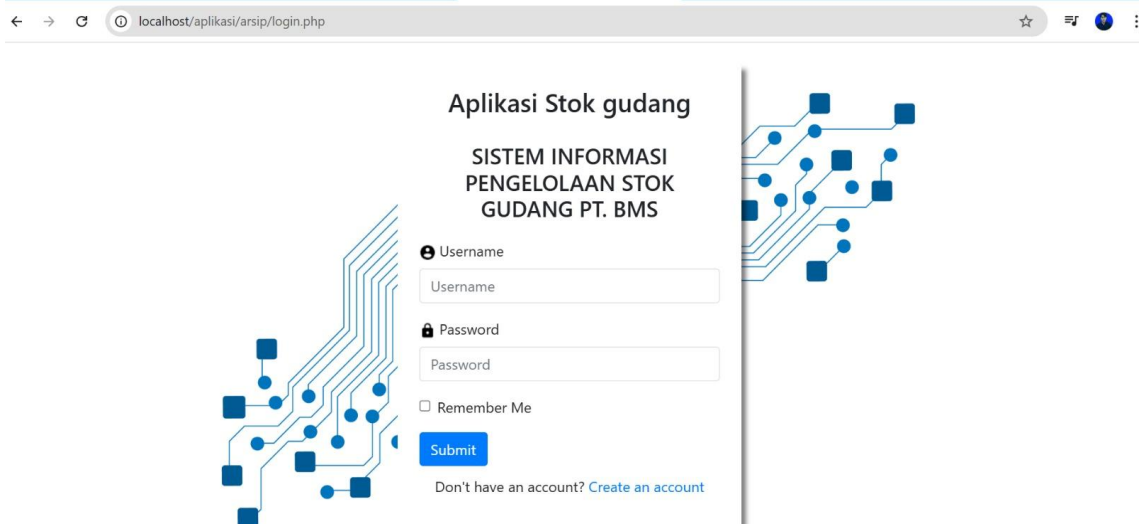 localhost/aplikasi/arsip/login.php
Aplikasi Stok gudang
SISTEM INFORMASI
PENGELOLAAN STOK
GUDANG PT. BMS
Username
Username
Password
Password
Remember Me
Submit
Don't have an account? Create an account